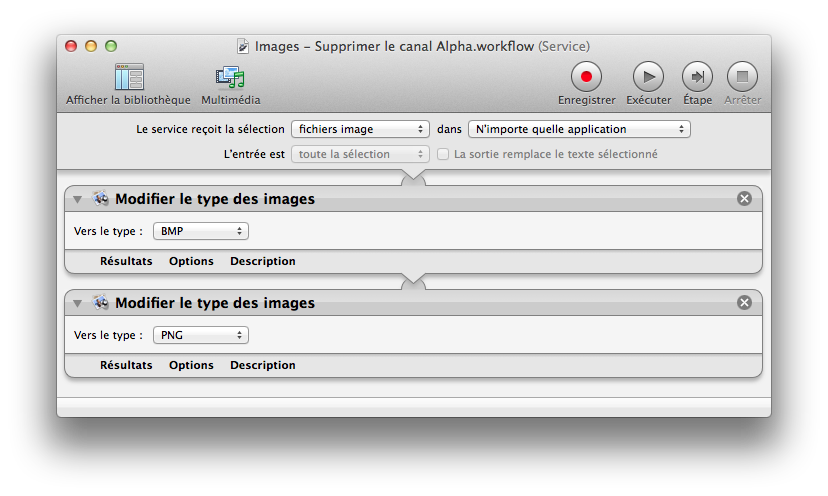 Images – Supprimer le canal Alpha.workflow (Service)
Afficher la bibliothèque Multimédia Enregistrer Exécuter Étape Arrêter
Le service reçoit la sélection fichiers image dans N'importe quelle application
L'entrée est toute la sélection La sortie remplace le texte sélectionné
Modifier le type des images
Vers le type : BMP
Résultats Options Description
Modifier le type des images
Vers le type : PNG
Résultats Options Description